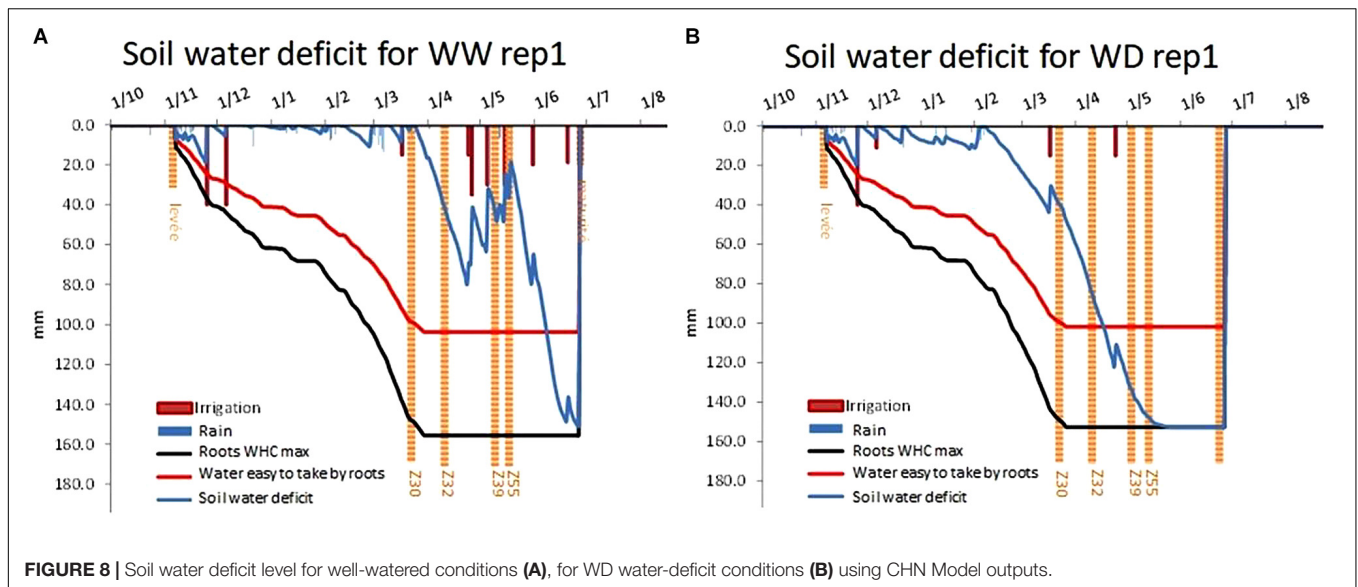 A
Soil water deficit for WW rep1
1/10 1/11 1/12 1/1 1/2 1/3 1/4 1/5 1/6 1/7 1/8
0.0
20.0
40.0
60.0
80.0
100.0
120.0
140.0
160.0
180.0
mm
levée
Z30
Z32
Z39
Z55
Irrigation
Rain
Roots WHC max
Water easy to take by roots
Soil water deficit
B
Soil water deficit for WD rep1
1/10 1/11 1/12 1/1 1/2 1/3 1/4 1/5 1/6 1/7 1/8
0.0
20.0
40.0
60.0
80.0
100.0
120.0
140.0
160.0
180.0
mm
levée
Z30
Z32
Z39
Z55
Irrigation
Rain
Roots WHC max
Water easy to take by roots
Soil water deficit
FIGURE 8 | Soil water deficit level for well-watered conditions (A), for WD water-deficit conditions (B) using CHN Model outputs.